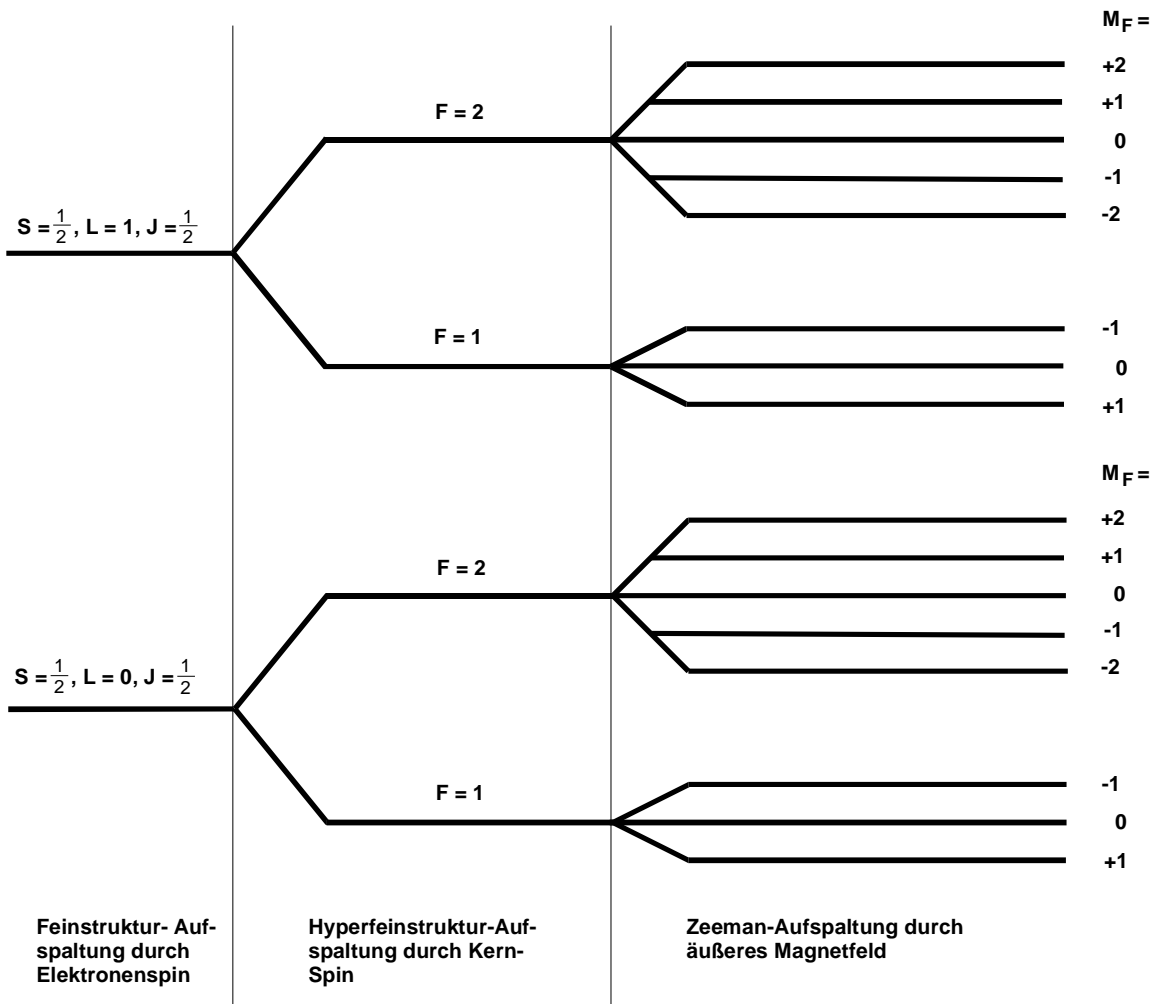 M_F =
+2
+1
0
-1
-2
F = 2
S = 1/2, L = 1, J = 1/2
F = 1
-1
0
+1
M_F =
+2
+1
0
-1
-2
F = 2
S = 1/2, L = 0, J = 1/2
F = 1
-1
0
+1
Feinstruktur- Auf-
spaltung durch
Elektronenspin
Hyperfeinstruktur-Auf-
spaltung durch Kern-
Spin
Zeeman-Aufspaltung durch
äußeres Magnetfeld